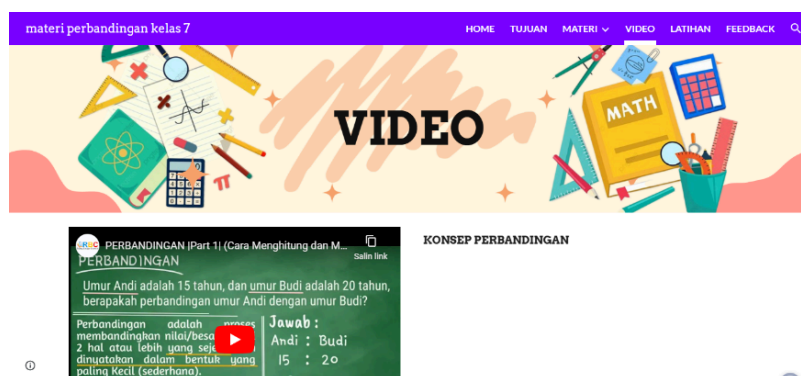 materi perbandingan kelas 7
HOME TUJUAN MATERI VIDEO LATIHAN FEEDBACK
VIDEO
MATH
π
KONSEP PERBANDINGAN
PERBANDINGAN |Part 1| (Cara Menghitung dan M...
Salin link
PERBANDINGAN
Umur Andi adalah 15 tahun, dan umur Budi adalah 20 tahun,
berapakah perbandingan umur Andi dengan umur Budi?
Perbandingan adalah proses
membandingkan nilai/besa
2 hal atau lebih yang seje
dinyatakan dalam bentuk yang
paling Kecil (sederhana).
Jawab :
Andi : Budi
15 : 20